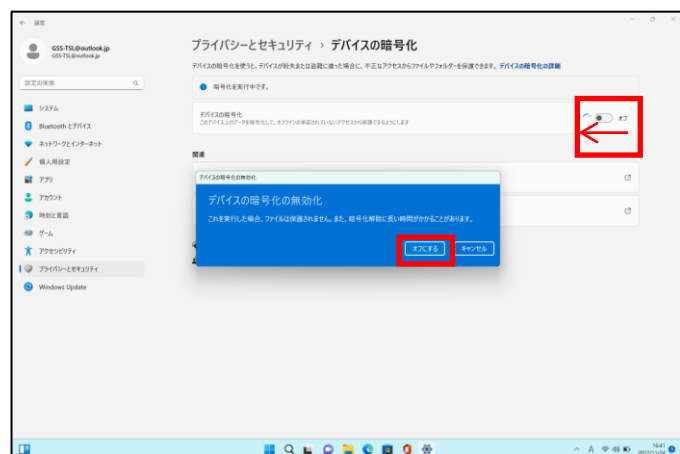 ← 設定
GSS-TSL@outlook.jp
GSS-TSL@outlook.jp
設定の検索
システム
Bluetooth とデバイス
ネットワークとインターネット
個人用設定
アプリ
アカウント
時刻と言語
ゲーム
アクセシビリティ
プライバシーとセキュリティ
Windows Update
プライバシーとセキュリティ › デバイスの暗号化
デバイスの暗号化を使うと、デバイスが紛失または盗難に遭った場合に、不正なアクセスからファイルやフォルダーを保護できます。 デバイスの暗号化の詳細
暗号化を実行中です。
デバイスの暗号化
このデバイス上のデータを暗号化して、オフラインの承認されていないアクセスから保護できるようにします
オフ
関連
デバイスの暗号化の無効化
デバイスの暗号化の無効化
これを実行した場合、ファイルは保護されません。また、暗号化解除に長い時間がかかることがあります。
オフにする
キャンセル
A
16:41
2022/11/24